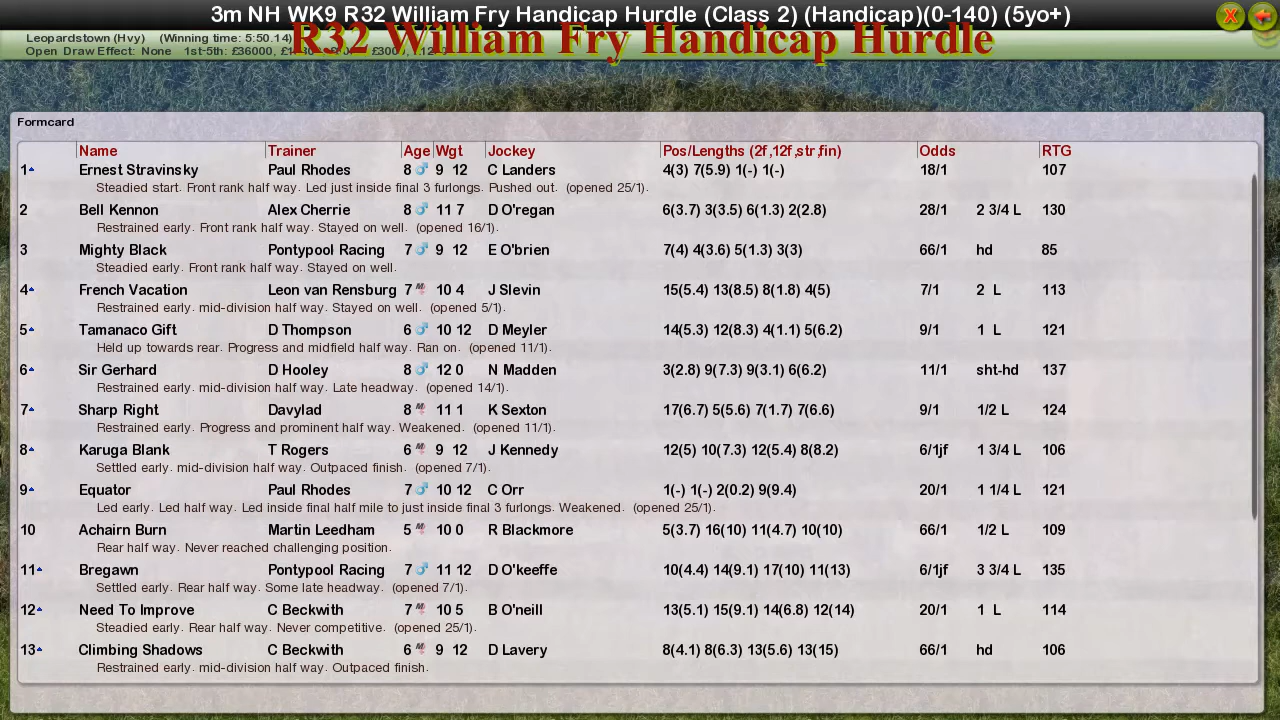 3m NH WK9 R32 William Fry Handicap Hurdle (Class 2) (Handicap)(0-140) (5yo+)
R32 William Fry Handicap Hurdle
Leopardstown (Hvy) (Winning time: 5:50.14)
Open Draw Effect: None 1st-5th: £36000,
Formcard
Name Trainer Age Wgt Jockey Pos/Lengths (2f,12f,str,fin) Odds RTG
1 Ernest Stravinsky Paul Rhodes 8 9 12 C Landers 4(3) 7(5.9) 1(-) 1(-) 18/1 107
Steadied start. Front rank half way. Led just inside final 3 furlongs. Pushed out. (opened 25/1).
2 Bell Kennon Alex Cherrie 8 11 7 D O'regan 6(3.7) 3(3.5) 6(1.3) 2(2.8) 28/1 2 3/4 L 130
Restrained early. Front rank half way. Stayed on well. (opened 16/1).
3 Mighty Black Pontypool Racing 7 9 12 E O'brien 7(4) 4(3.6) 5(1.3) 3(3) 66/1 hd 85
Steadied early. Front rank half way. Stayed on well.
4 French Vacation Leon van Rensburg 7 10 4 J Slevin 15(5.4) 13(8.5) 8(1.8) 4(5) 7/1 2 L 113
Restrained early. mid-division half way. Stayed on well. (opened 5/1).
5 Tamanaco Gift D Thompson 6 10 12 D Meyler 14(5.3) 12(8.3) 4(1.1) 5(6.2) 9/1 1 L 121
Held up towards rear. Progress and midfield half way. Ran on. (opened 11/1).
6 Sir Gerhard D Hooley 8 12 0 N Madden 3(2.8) 9(7.3) 9(3.1) 6(6.2) 11/1 sht-hd 137
Restrained early. mid-division half way. Late headway. (opened 14/1).
7 Sharp Right Davylad 8 11 1 K Sexton 17(6.7) 5(5.6) 7(1.7) 7(6.6) 9/1 1/2 L 124
Restrained early. Progress and prominent half way. Weakened. (opened 11/1).
8 Karuga Blank T Rogers 6 9 12 J Kennedy 12(5) 10(7.3) 12(5.4) 8(8.2) 6/1jf 1 3/4 L 106
Settled early. mid-division half way. Outpaced finish. (opened 7/1).
9 Equator Paul Rhodes 7 10 12 C Orr 1(-) 1(-) 2(0.2) 9(9.4) 20/1 1 1/4 L 121
Led early. Led half way. Led inside final half mile to just inside final 3 furlongs. Weakened. (opened 25/1).
10 Achairn Burn Martin Leedham 5 10 0 R Blackmore 5(3.7) 16(10) 11(4.7) 10(10) 66/1 1/2 L 109
Rear half way. Never reached challenging position.
11 Bregawn Pontypool Racing 7 11 12 D O'keeffe 10(4.4) 14(9.1) 17(10) 11(13) 6/1jf 3 3/4 L 135
Settled early. Rear half way. Some late headway. (opened 7/1).
12 Need To Improve C Beckwith 7 10 5 B O'neill 13(5.1) 15(9.1) 14(6.8) 12(14) 20/1 1 L 114
Steadied early. Rear half way. Never competitive. (opened 25/1).
13 Climbing Shadows C Beckwith 6 9 12 D Lavery 8(4.1) 8(6.3) 13(5.6) 13(15) 66/1 hd 106
Restrained early. mid-division half way. Outpaced finish.